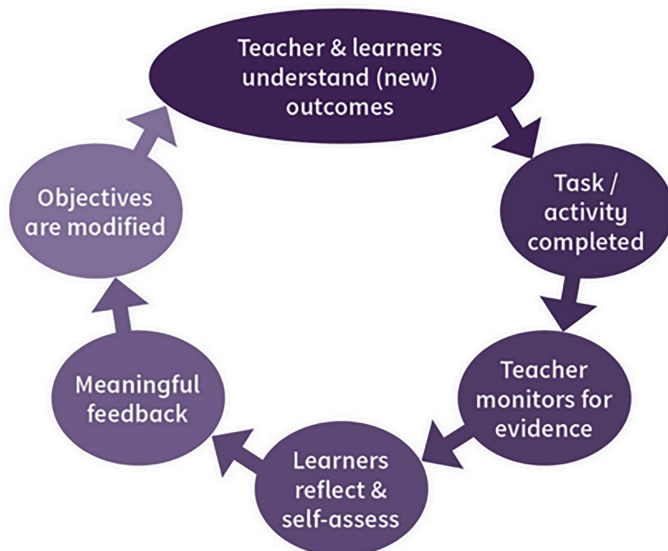 Teacher & learners
understand (new)
outcomes
Task /
activity
completed
Teacher
monitors for
evidence
Learners
reflect &
self-assess
Meaningful
feedback
Objectives
are modified